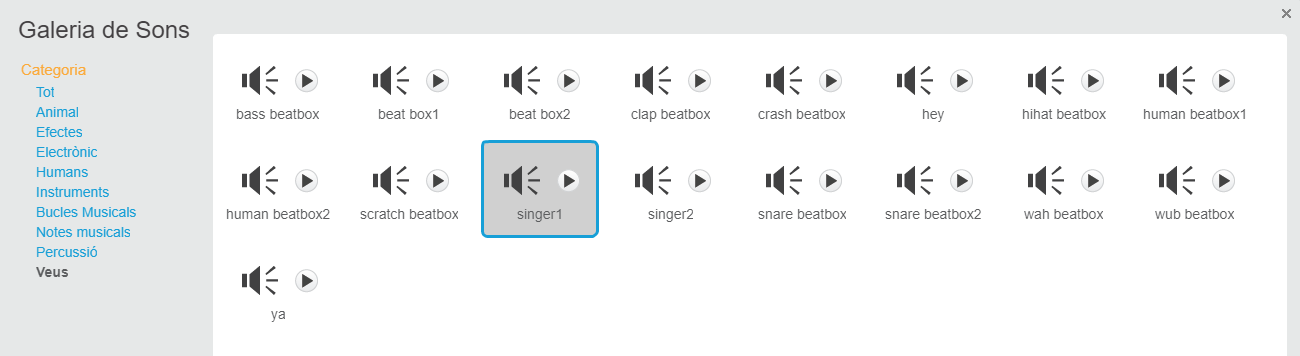 Galeria de Sons
Categoria
Tot
Animal
Efectes
Electrònic
Humans
Instruments
Bucles Musicals
Notes musicals
Percussió
Veus
bass beatbox beat box1 beat box2 clap beatbox crash beatbox hey hihat beatbox human beatbox1
human beatbox2 scratch beatbox singer1 singer2 snare beatbox snare beatbox2 wah beatbox wub beatbox
ya